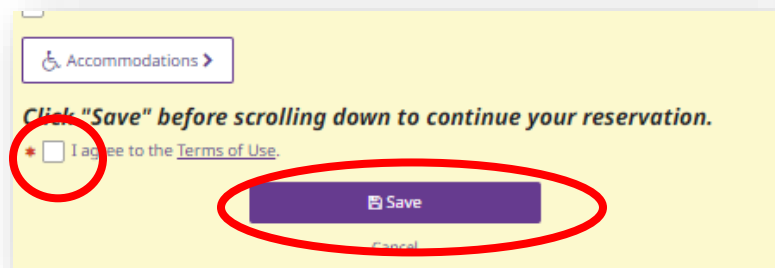 Accommodations >
Click "Save" before scrolling down to continue your reservation.
* I agree to the Terms of Use.
Save
Cancel